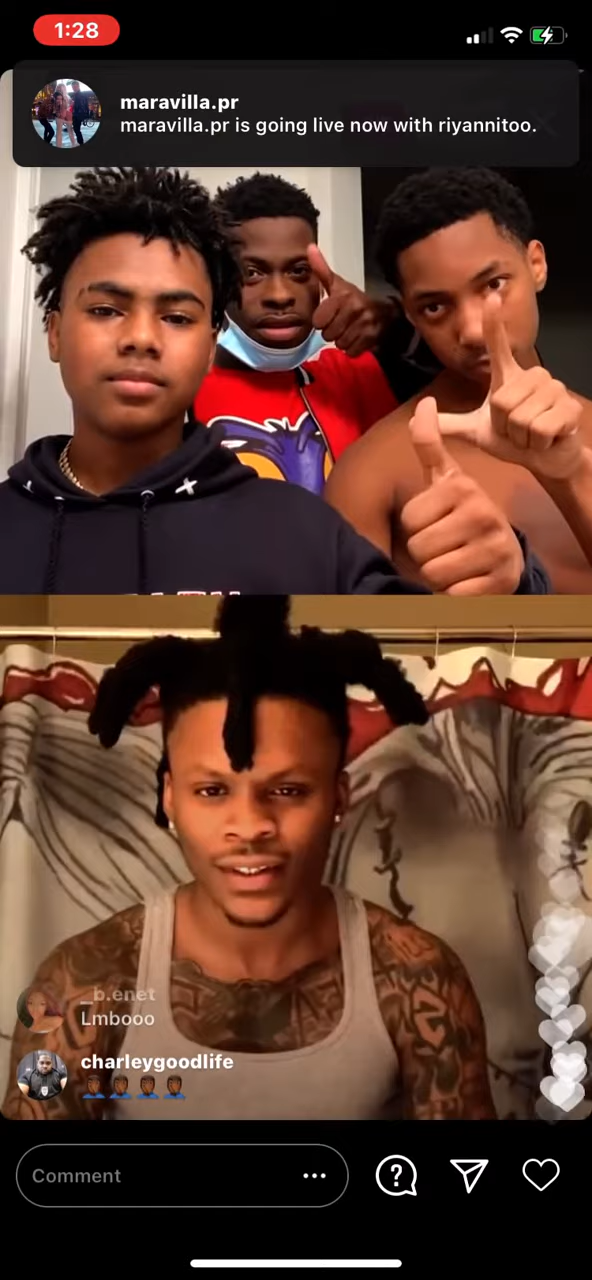 1:28
maravilla.pr
maravilla.pr is going live now with riyannitoo.
_b.enet
Lmbooo
charleygoodlife
🤦🏾‍♂️🤦🏾‍♂️🤦🏾‍♂️🤦🏾‍♂️
Comment